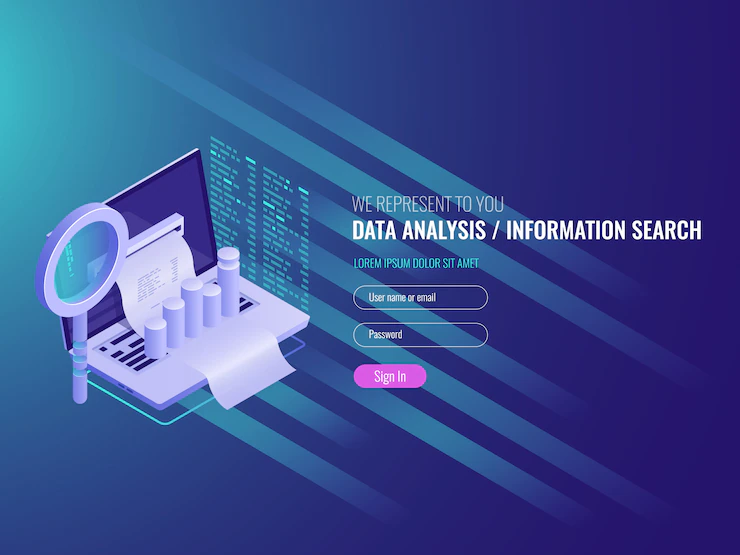 WE REPRESENT TO YOU
DATA ANALYSIS / INFORMATION SEARCH
LOREM IPSUM DOLOR SIT AMET
User name or email
Password
Sign In